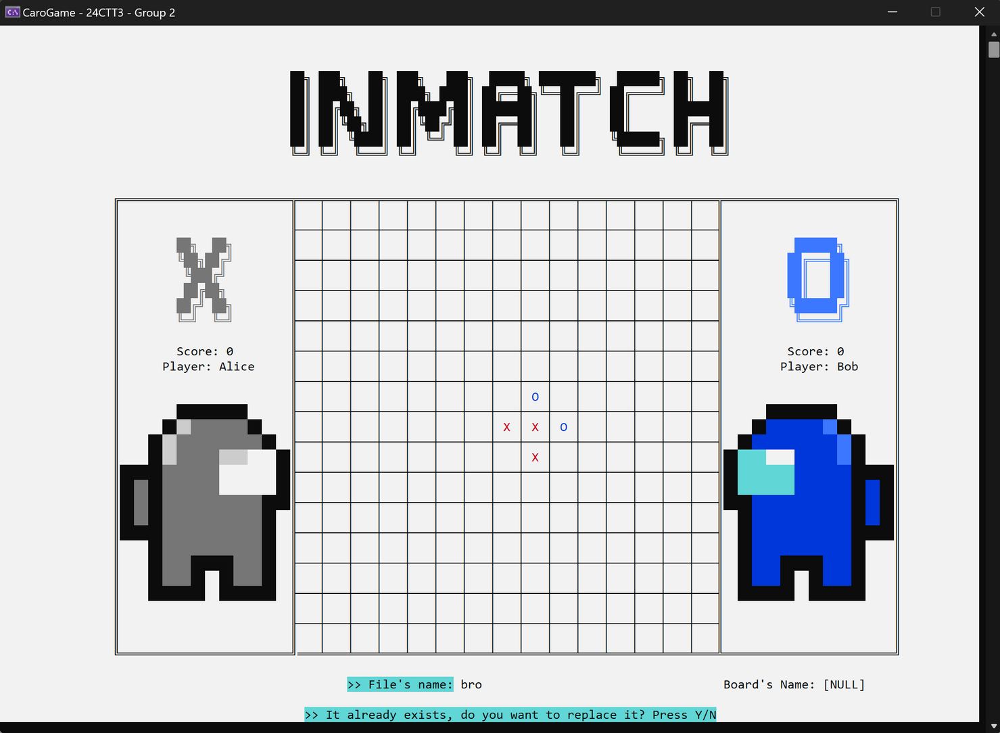 CaroGame - 24CTT3 - Group 2
INMATCH
X
O
Score: 0
Player: Alice
Score: 0
Player: Bob
O
X X O
X
>> File's name: bro
Board's Name: [NULL]
>> It already exists, do you want to replace it? Press Y/N